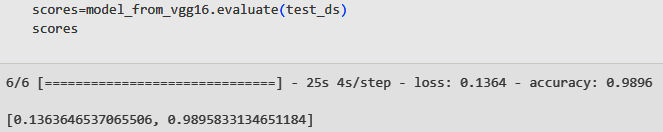 scores=model_from_vgg16.evaluate(test_ds)
scores
6/6 [==============================] - 25s 4s/step - loss: 0.1364 - accuracy: 0.9896
[0.1363646537065506, 0.9895833134651184]